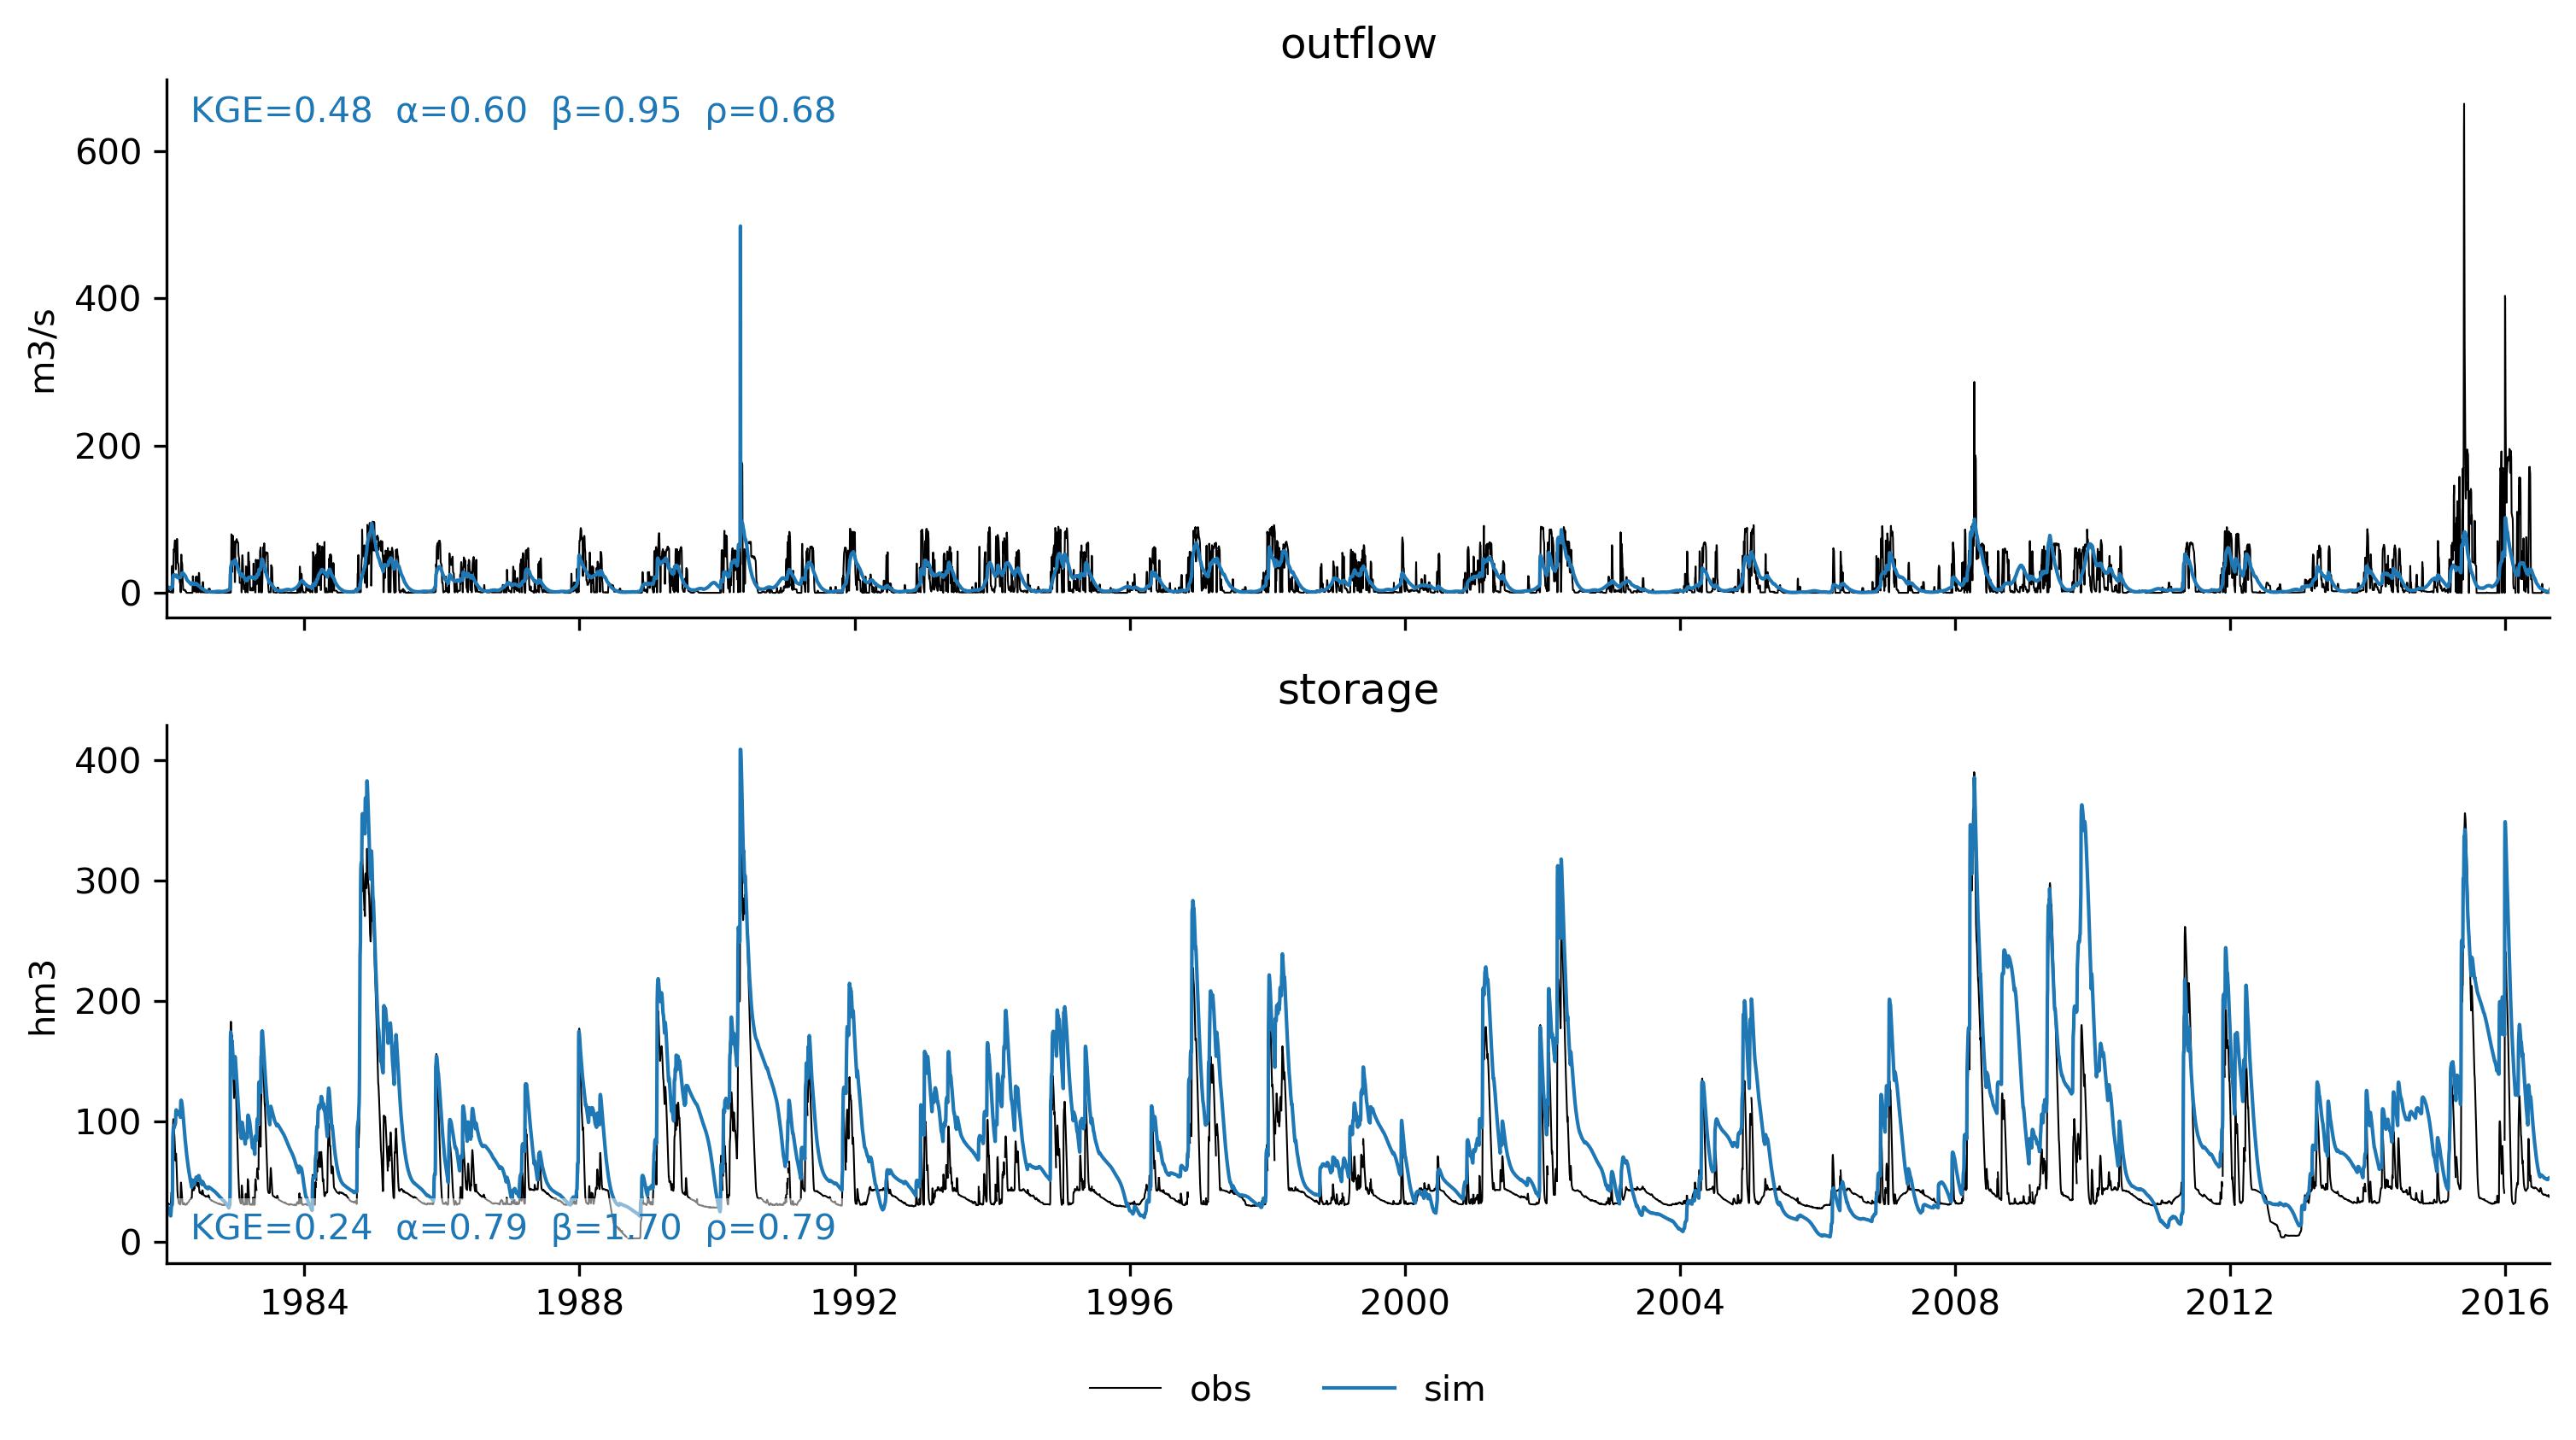 outflow
KGE=0.48 α=0.60 β=0.95 ρ=0.68
600
400
200
0
m3/s
storage
400
300
200
100
0
hm3
KGE=0.24 α=0.79 β=1.70 ρ=0.79
1984 1988 1992 1996 2000 2004 2008 2012 2016
obs sim